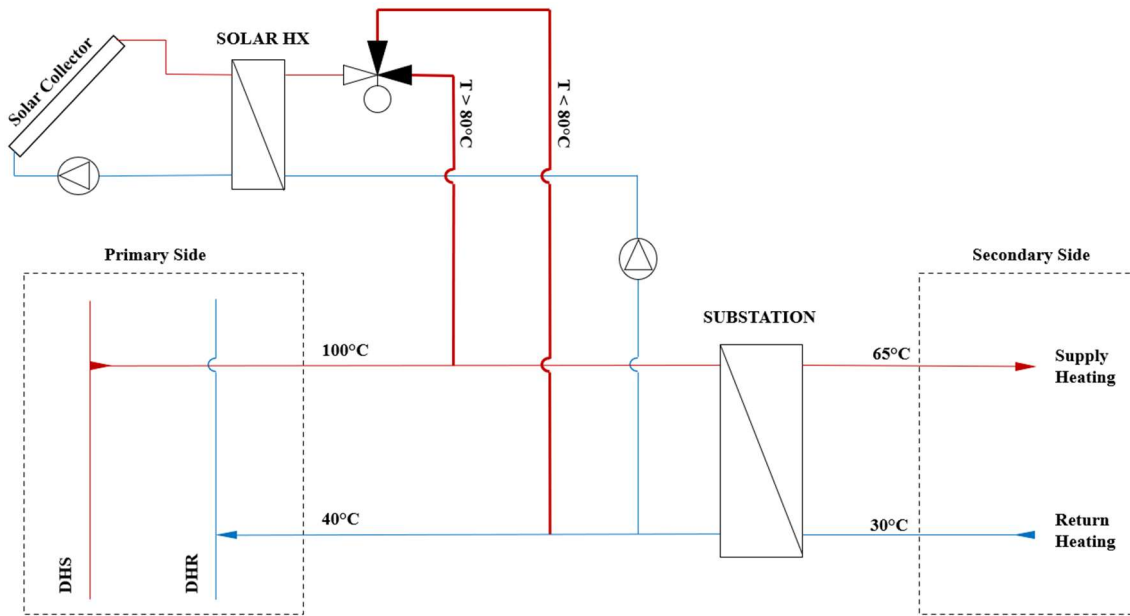 Solar Collector
SOLAR HX
T > 80°C
T < 80°C
Primary Side
Secondary Side
SUBSTATION
100°C
65°C
Supply
Heating
40°C
30°C
Return
Heating
DHS
DHR